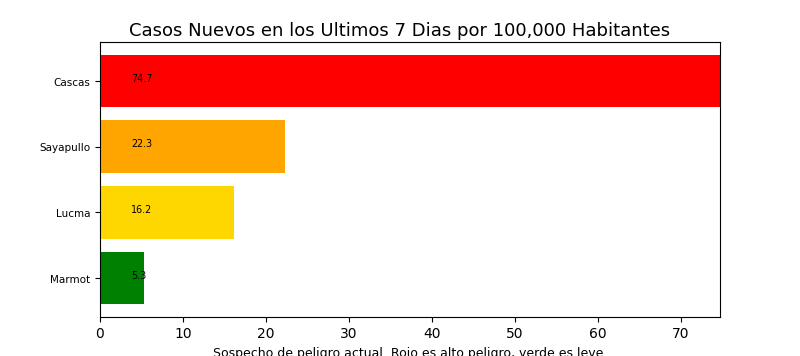 Casos Nuevos en los Ultimos 7 Dias por 100,000 Habitantes
Cascas 74.7
Sayapullo 22.3
Lucma 16.2
Marmot 5.3
0 10 20 30 40 50 60 70
Sospecho de peligro actual. Rojo es alto peligro, verde es leve